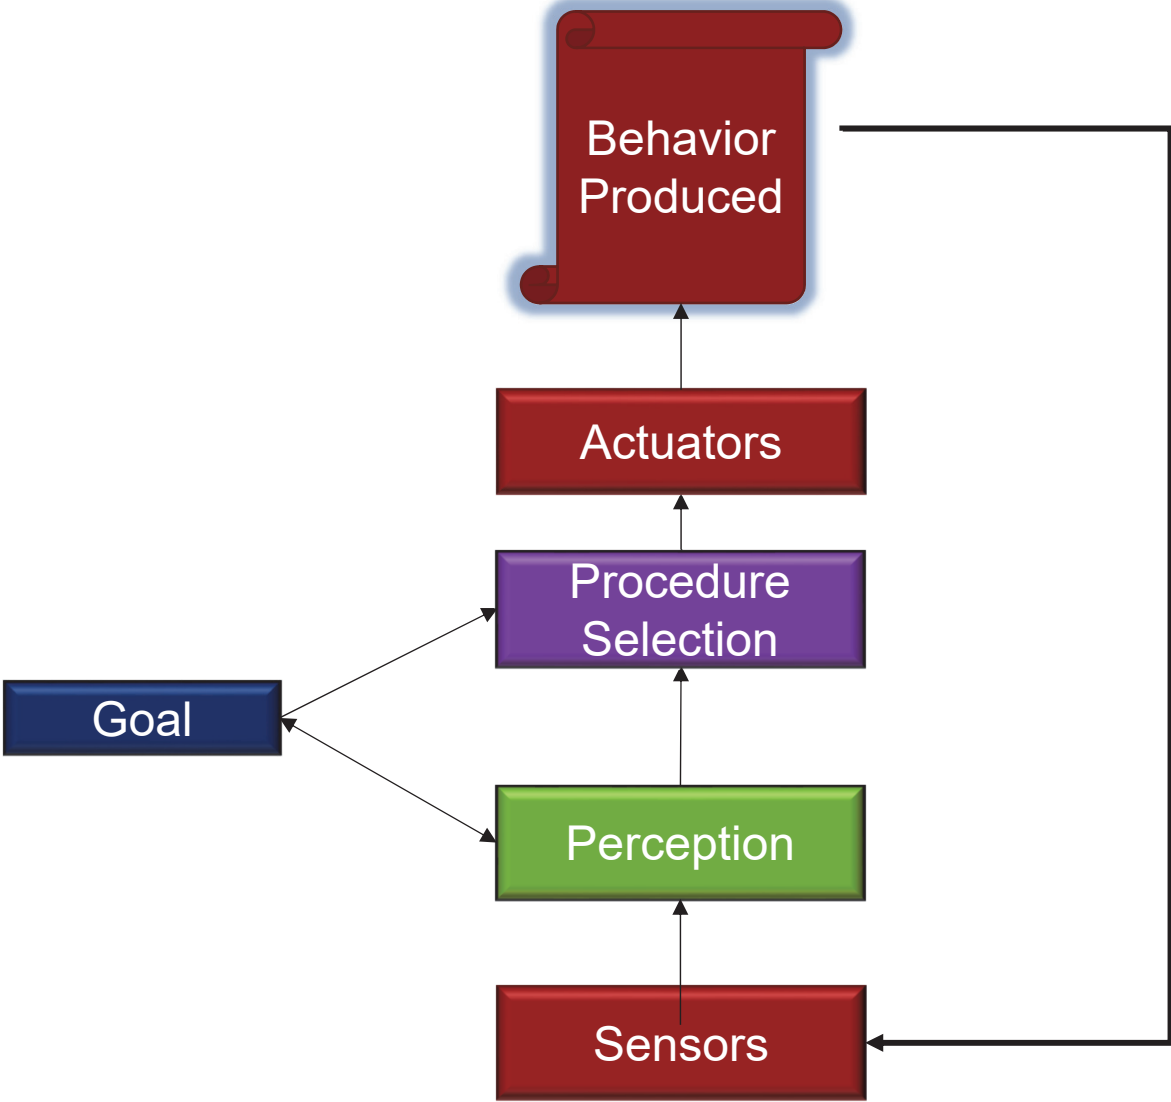 Behavior
Produced
Actuators
Procedure
Selection
Goal
Perception
Sensors